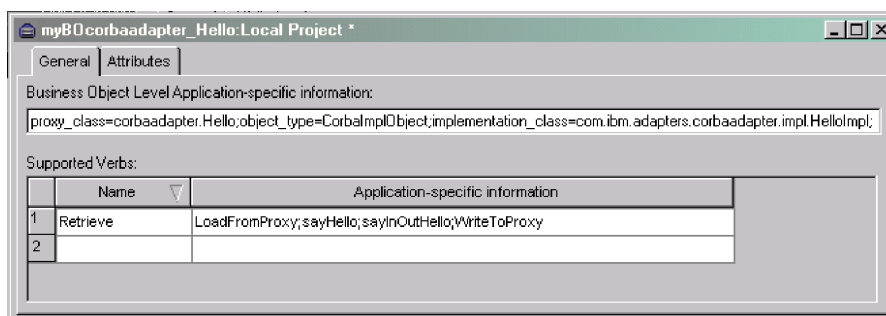 myBOcorbaadapter_Hello:Local Project *
General Attributes
Business Object Level Application-specific information:
proxy_class=corbaadapter.Hello;object_type=CorbaImplObject;implementation_class=com.ibm.adapters.corbaadapter.impl.HelloImpl;
Supported Verbs:
Name Application-specific information
1 Retrieve LoadFromProxy;sayHello;sayInOutHello;WriteToProxy
2